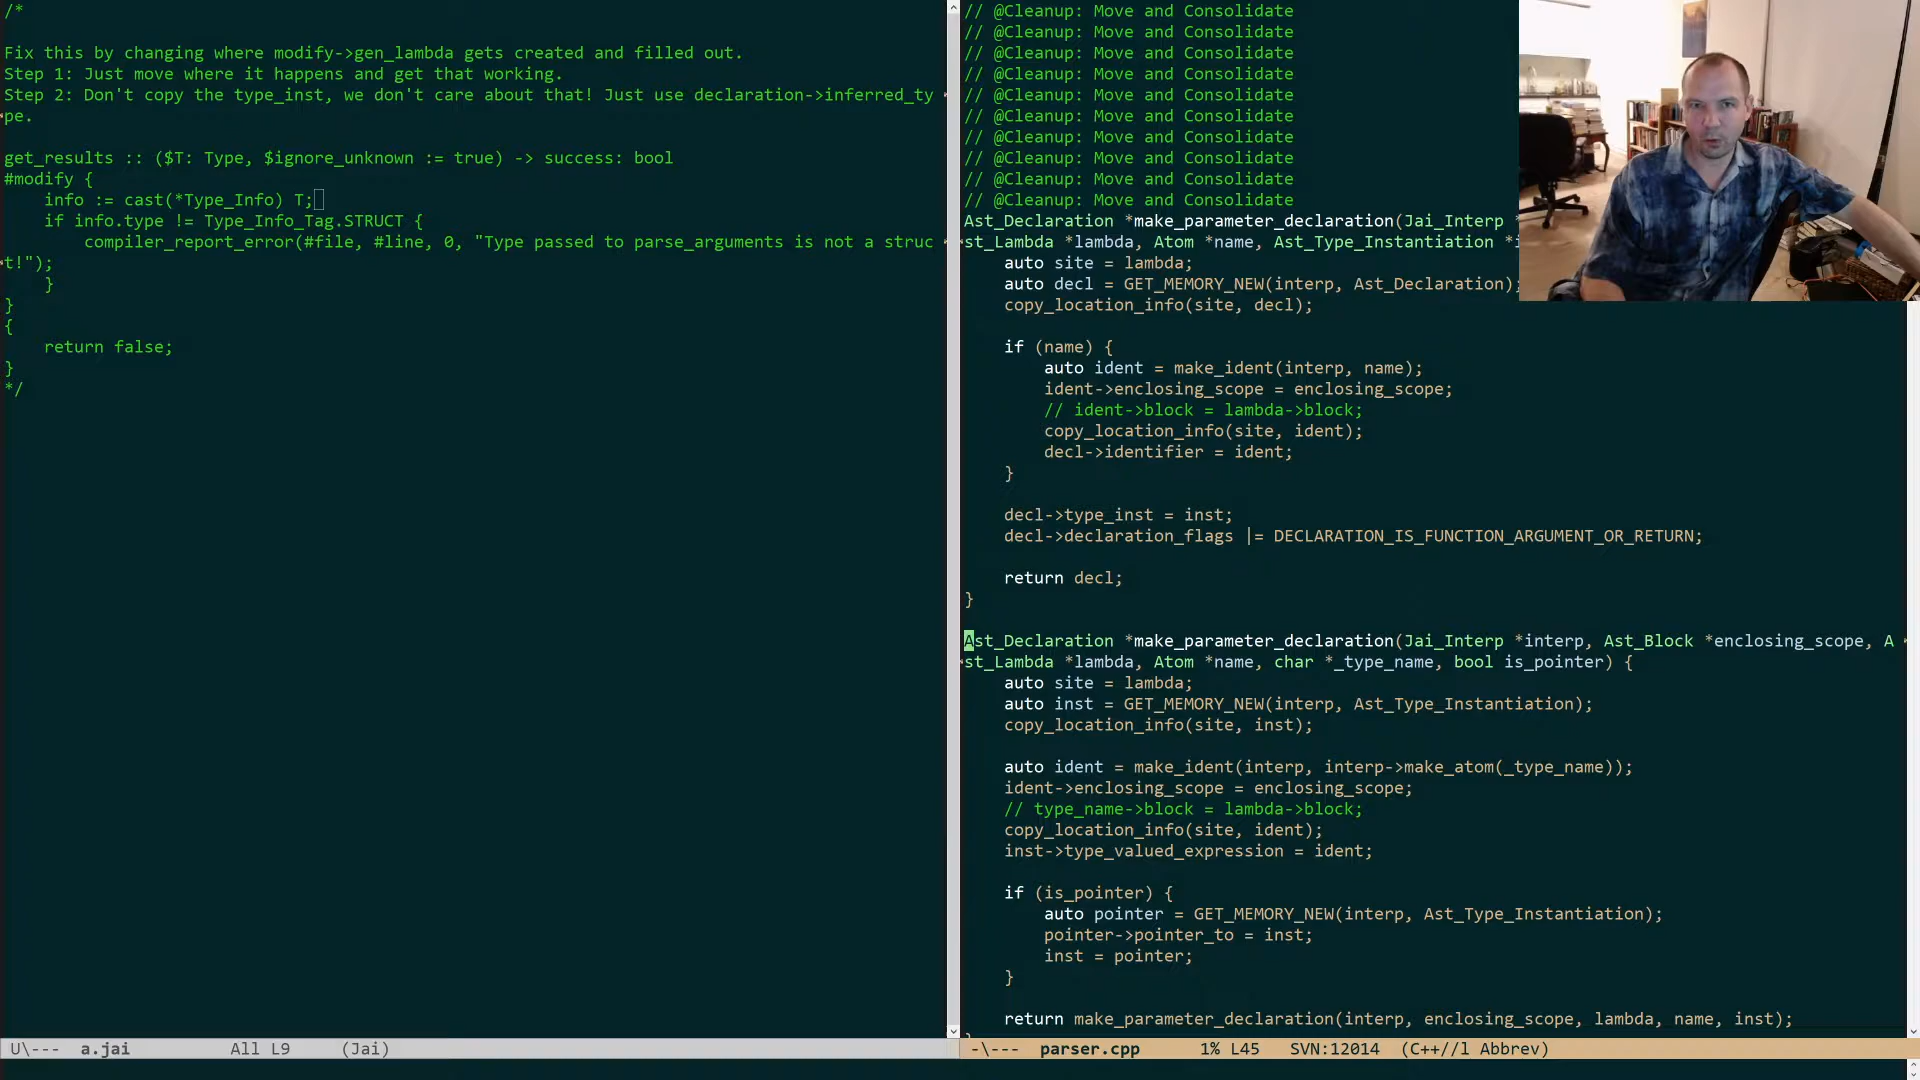 /*
Fix this by changing where modify->gen_lambda gets created and filled out.
Step 1: Just move where it happens and get that working.
Step 2: Don't copy the type_inst, we don't care about that! Just use declaration->inferred_ty
pe.
get_results :: ($T: Type, $ignore_unknown := true) -> success: bool
#modify {
    info := cast(*Type_Info) T;
    if info.type != Type_Info_Tag.STRUCT {
        compiler_report_error(#file, #line, 0, "Type passed to parse_arguments is not a struc
t!");
    }
}
{
    return false;
}
*/
U\---  a.jai          All L9     (Jai)
// @Cleanup: Move and Consolidate
// @Cleanup: Move and Consolidate
// @Cleanup: Move and Consolidate
// @Cleanup: Move and Consolidate
// @Cleanup: Move and Consolidate
// @Cleanup: Move and Consolidate
// @Cleanup: Move and Consolidate
// @Cleanup: Move and Consolidate
// @Cleanup: Move and Consolidate
// @Cleanup: Move and Consolidate
Ast_Declaration *make_parameter_declaration(Jai_Interp *
st_Lambda *lambda, Atom *name, Ast_Type_Instantiation *i
    auto site = lambda;
    auto decl = GET_MEMORY_NEW(interp, Ast_Declaration);
    copy_location_info(site, decl);
    if (name) {
        auto ident = make_ident(interp, name);
        ident->enclosing_scope = enclosing_scope;
        // ident->block = lambda->block;
        copy_location_info(site, ident);
        decl->identifier = ident;
    }
    decl->type_inst = inst;
    decl->declaration_flags |= DECLARATION_IS_FUNCTION_ARGUMENT_OR_RETURN;
    return decl;
}
Ast_Declaration *make_parameter_declaration(Jai_Interp *interp, Ast_Block *enclosing_scope, A
st_Lambda *lambda, Atom *name, char *_type_name, bool is_pointer) {
    auto site = lambda;
    auto inst = GET_MEMORY_NEW(interp, Ast_Type_Instantiation);
    copy_location_info(site, inst);
    auto ident = make_ident(interp, interp->make_atom(_type_name));
    ident->enclosing_scope = enclosing_scope;
    // type_name->block = lambda->block;
    copy_location_info(site, ident);
    inst->type_valued_expression = ident;
    if (is_pointer) {
        auto pointer = GET_MEMORY_NEW(interp, Ast_Type_Instantiation);
        pointer->pointer_to = inst;
        inst = pointer;
    }
    return make_parameter_declaration(interp, enclosing_scope, lambda, name, inst);
-\---  parser.cpp      1% L45   SVN:12014  (C++//l Abbrev)